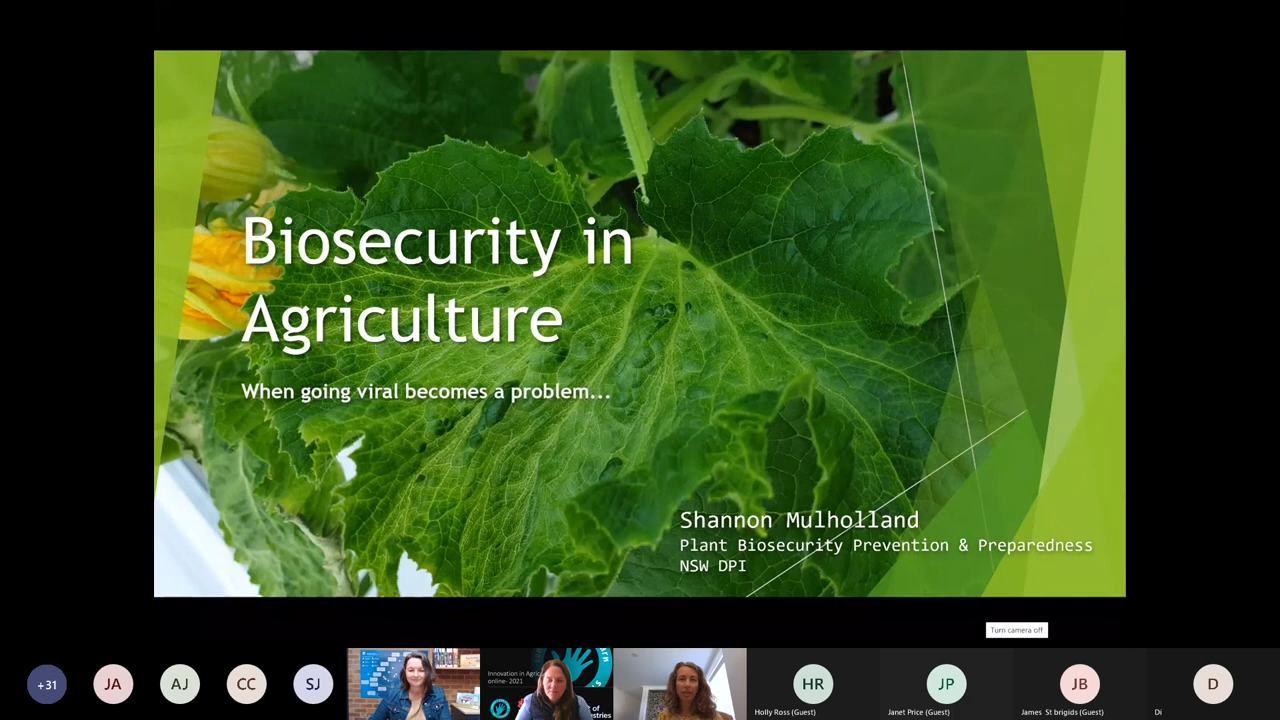 Biosecurity in
Agriculture
When going viral becomes a problem...
Shannon Mulholland
Plant Biosecurity Prevention & Preparedness
NSW DPI
Turn camera off
+31
JA
AJ
CC
SJ
Innovation in Agric
online- 2021
HR
Holly Ross (Guest)
JP
Janet Price (Guest)
JB
James St brigids (Guest)
D
Di